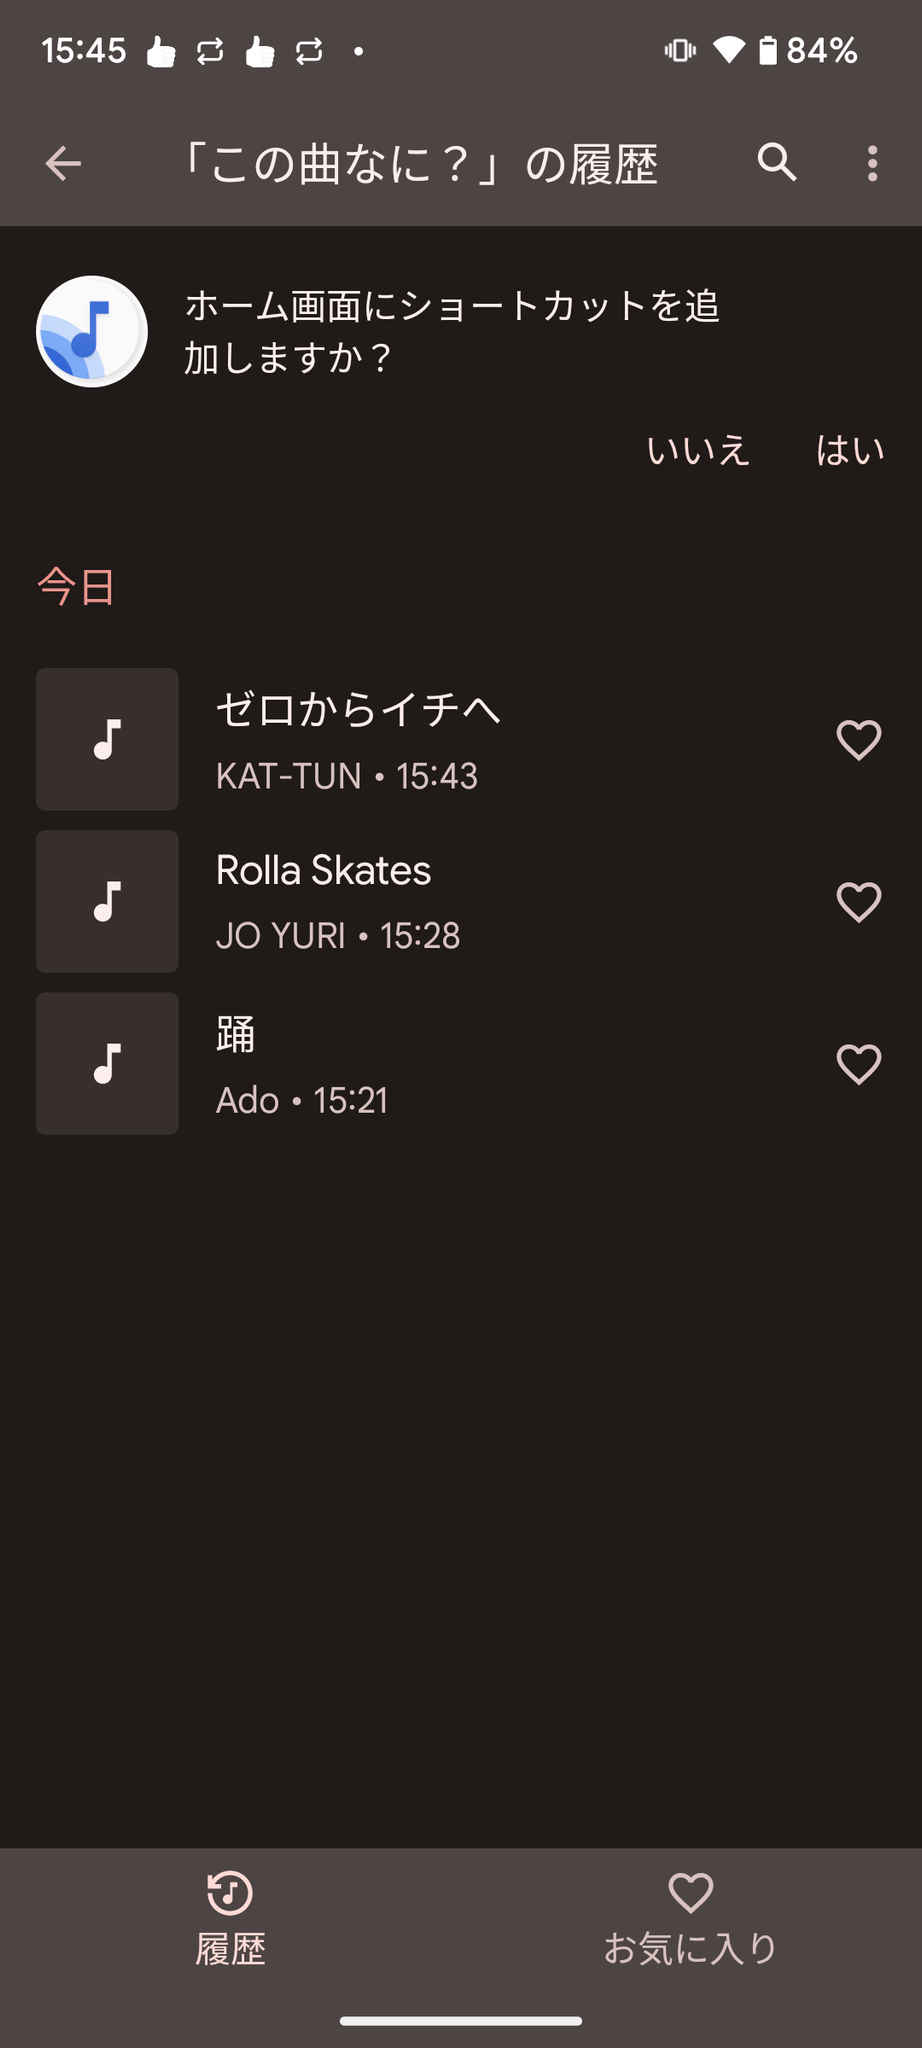 15:45 84%
「この曲なに？」の履歴
ホーム画面にショートカットを追
加しますか？
いいえ はい
今日
ゼロからイチへ
KAT-TUN • 15:43
Rolla Skates
JO YURI • 15:28
踊
Ado • 15:21
履歴 お気に入り